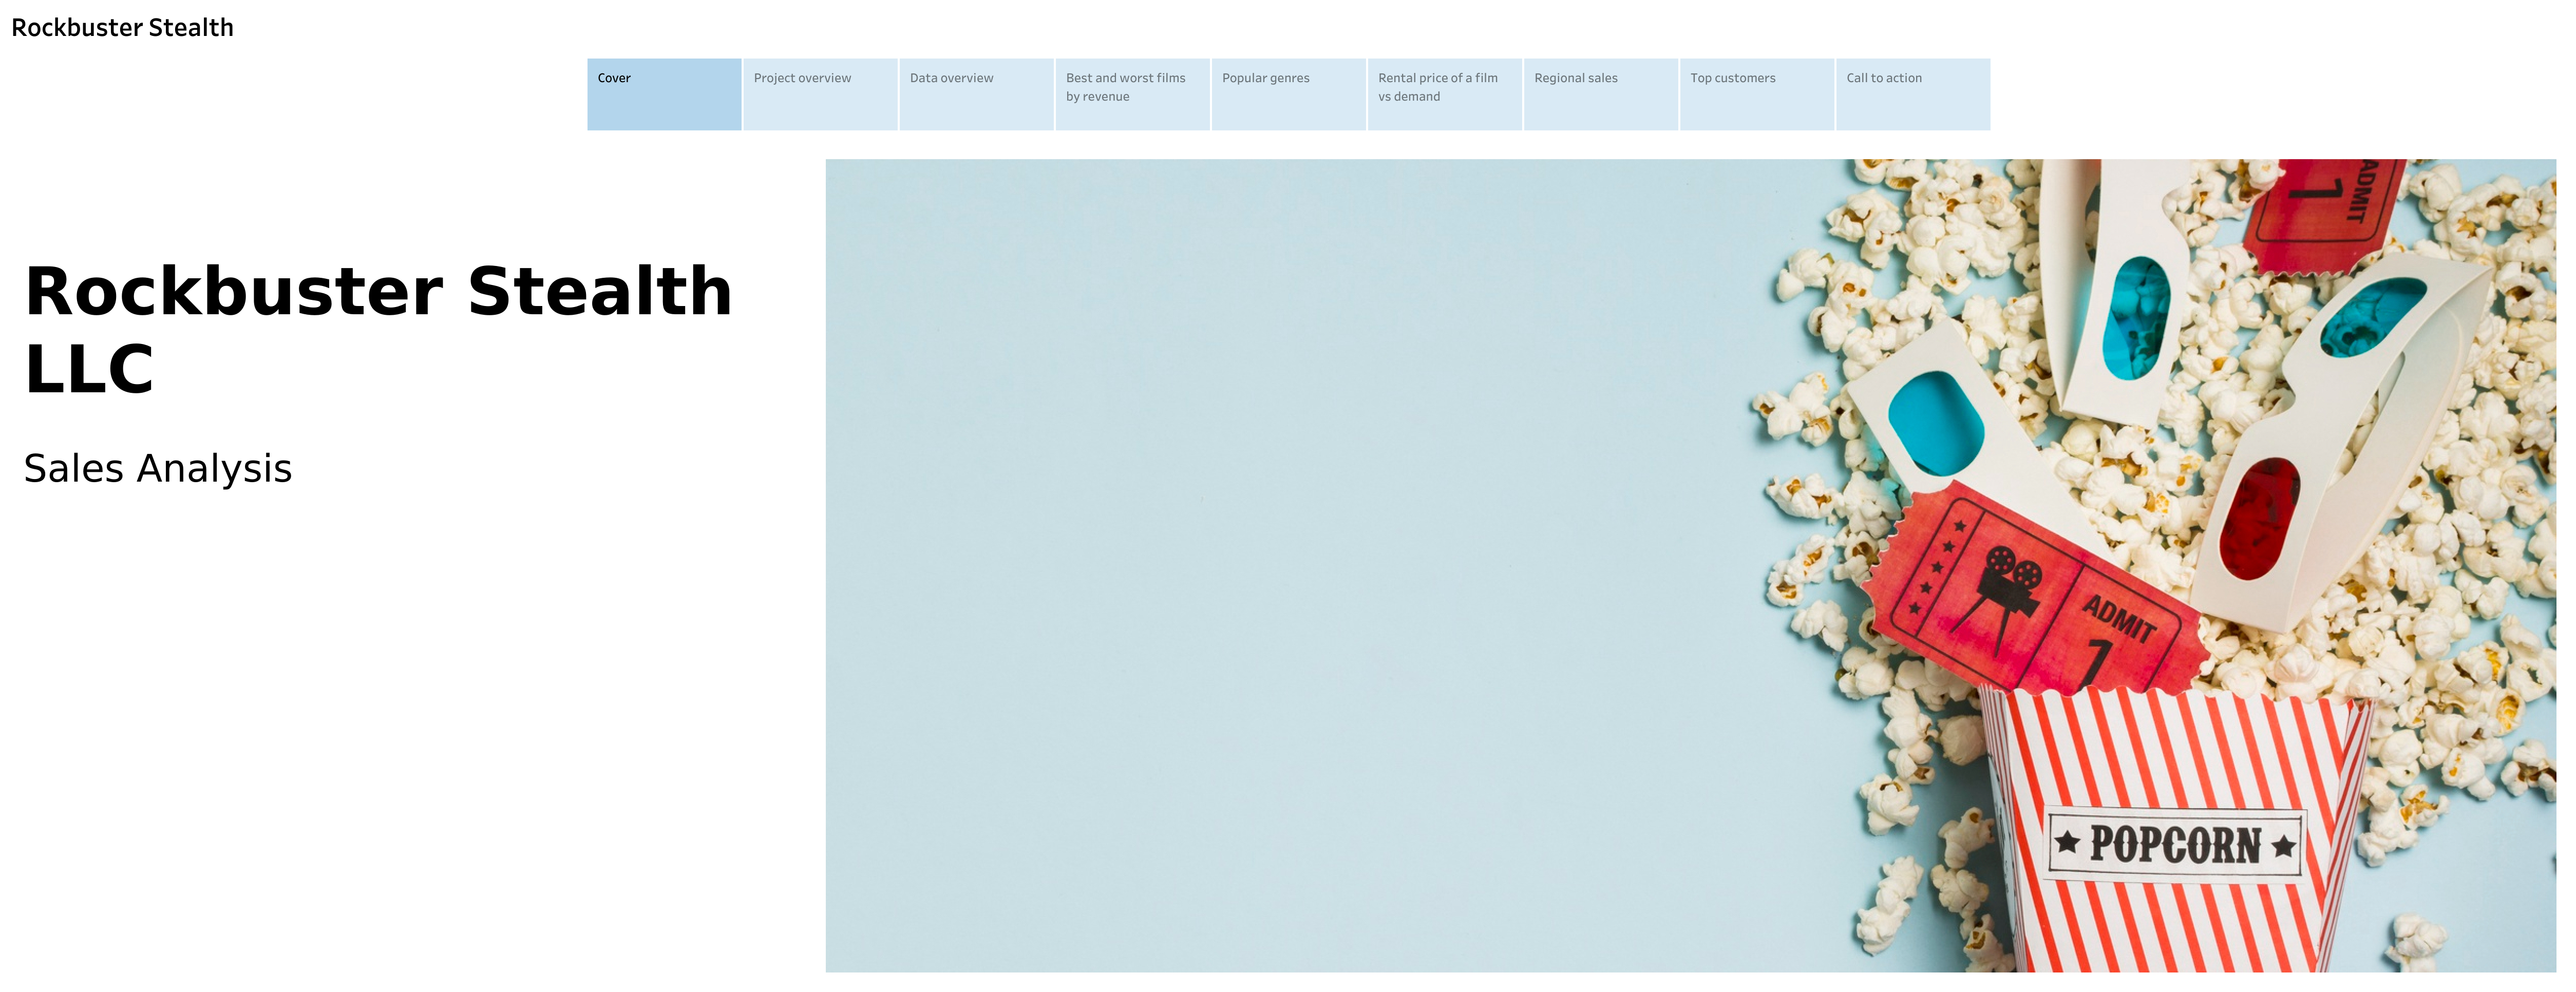 Rockbuster Stealth
Cover
Project overview
Data overview
Best and worst films
by revenue
Popular genres
Rental price of a film
vs demand
Regional sales
Top customers
Call to action
Rockbuster Stealth
LLC
Sales Analysis
ADMIT
1
ADMIT
1
POPCORN